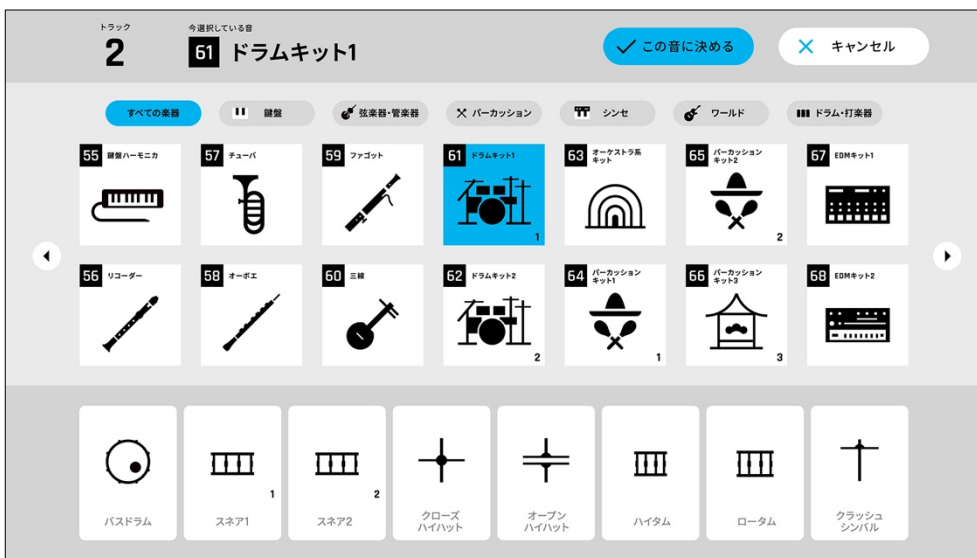 トラック
2
今選択している音
61 ドラムキット1
この音に決める
キャンセル
すべての楽器
鍵盤
弦楽器・管楽器
パーカッション
シンセ
ワールド
ドラム・打楽器
55 鍵盤ハーモニカ
57 チューバ
59 ファゴット
61 ドラムキット1
1
63 オーケストラ系
キット
65 パーカッション
キット2
2
67 EDMキット1
56 リコーダー
58 オーボエ
60 三線
62 ドラムキット2
2
64 パーカッション
キット1
1
66 パーカッション
キット3
3
68 EDMキット2
バスドラム
1
スネア1
2
スネア2
クローズ
ハイハット
オープン
ハイハット
ハイタム
ロータム
クラッシュ
シンバル